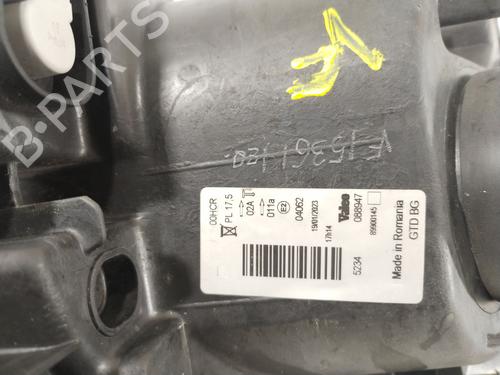 B-PARTS
00HCR
PL 17,5
02A
011a
E2
04062
19/01/2023
17h14
Valeo
088947
89900145
5234
Made in Romania
GTD BG